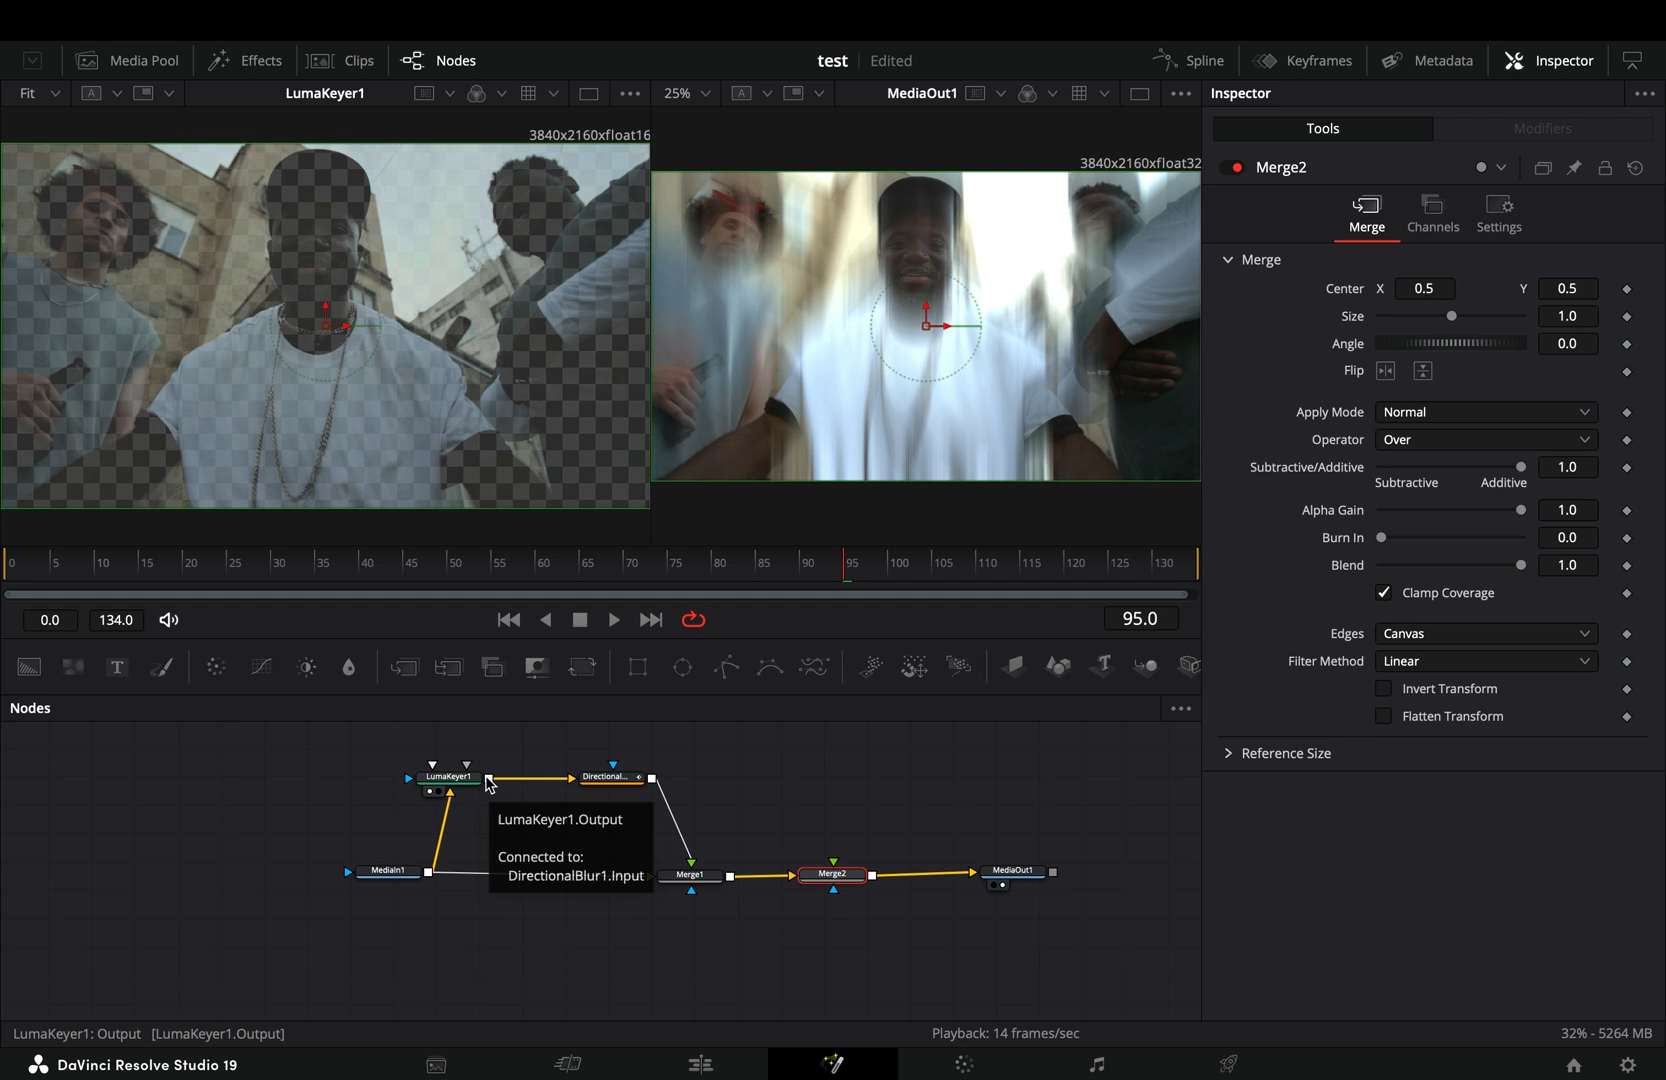 Media Pool
Effects
Clips
Nodes
test
Edited
Spline
Keyframes
Metadata
Inspector
Fit
A
LumaKeyer1
25%
A
MediaOut1
Inspector
3840x2160xfloat16
3840x2160xfloat32
Tools
Modifiers
Merge2
Merge
Channels
Settings
Merge
Center X 0.5 Y 0.5
Size 1.0
Angle 0.0
Flip
Apply Mode Normal
Operator Over
Subtractive/Additive 1.0
Subtractive Additive
Alpha Gain 1.0
Burn In 0.0
Blend 1.0
Clamp Coverage
Edges Canvas
Filter Method Linear
Invert Transform
Flatten Transform
Reference Size
0 5 10 15 20 25 30 35 40 45 50 55 60 65 70 75 80 85 90 95 100 105 110 115 120 125 130
0.0
134.0
95.0
T
T
Nodes
LumaKeyer1
Directional...
LumaKeyer1.Output
Connected to:
DirectionalBlur1.Input
MediaIn1
Merge1
Merge2
MediaOut1
LumaKeyer1: Output [LumaKeyer1.Output]
Playback: 14 frames/sec
32% - 5264 MB
DaVinci Resolve Studio 19